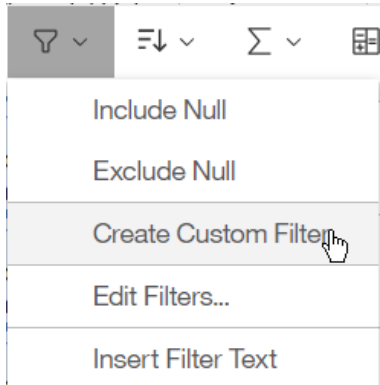 Include Null
Exclude Null
Create Custom Filter
Edit Filters...
Insert Filter Text